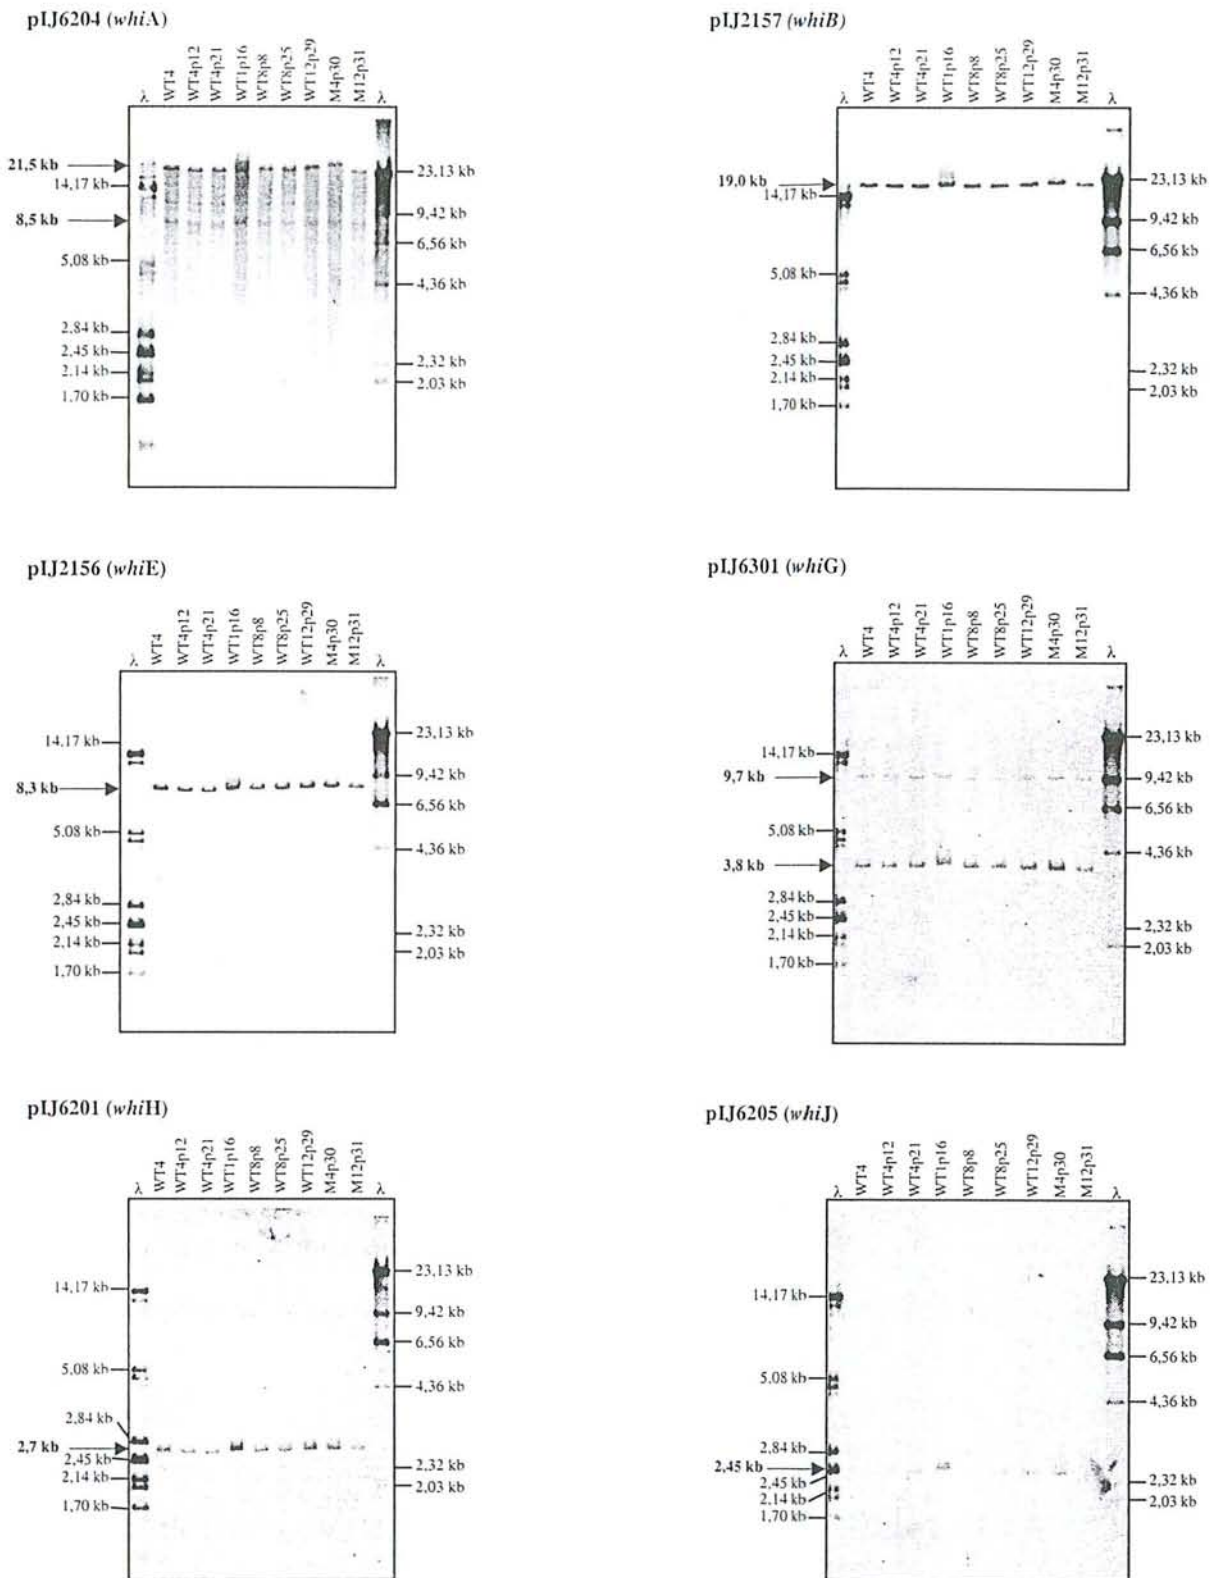 pIJ6204 (whiA)
λ WT4 WT4p12 WT4p21 WT1p16 WT8p8 WT8p25 WT12p29 M4p30 M12p31 λ
21,5 kb
14,17 kb
8,5 kb
5,08 kb
2,84 kb
2,45 kb
2,14 kb
1,70 kb
23,13 kb
9,42 kb
6,56 kb
4,36 kb
2,32 kb
2,03 kb
pIJ2157 (whiB)
λ WT4 WT4p12 WT4p21 WT1p16 WT8p8 WT8p25 WT12p29 M4p30 M12p31 λ
19,0 kb
14,17 kb
5,08 kb
2,84 kb
2,45 kb
2,14 kb
1,70 kb
23,13 kb
9,42 kb
6,56 kb
4,36 kb
2,32 kb
2,03 kb
pIJ2156 (whiE)
λ WT4 WT4p12 WT4p21 WT1p16 WT8p8 WT8p25 WT12p29 M4p30 M12p31 λ
14,17 kb
8,3 kb
5,08 kb
2,84 kb
2,45 kb
2,14 kb
1,70 kb
23,13 kb
9,42 kb
6,56 kb
4,36 kb
2,32 kb
2,03 kb
pIJ6301 (whiG)
λ WT4 WT4p12 WT4p21 WT1p16 WT8p8 WT8p25 WT12p29 M4p30 M12p31 λ
14,17 kb
9,7 kb
5,08 kb
3,8 kb
2,84 kb
2,45 kb
2,14 kb
1,70 kb
23,13 kb
9,42 kb
6,56 kb
4,36 kb
2,32 kb
2,03 kb
pIJ6201 (whiH)
λ WT4 WT4p12 WT4p21 WT1p16 WT8p8 WT8p25 WT12p29 M4p30 M12p31 λ
14,17 kb
5,08 kb
2,84 kb
2,7 kb
2,45 kb
2,14 kb
1,70 kb
23,13 kb
9,42 kb
6,56 kb
4,36 kb
2,32 kb
2,03 kb
pIJ6205 (whiJ)
λ WT4 WT4p12 WT4p21 WT1p16 WT8p8 WT8p25 WT12p29 M4p30 M12p31 λ
14,17 kb
5,08 kb
2,84 kb
2,45 kb
2,45 kb
2,14 kb
1,70 kb
23,13 kb
9,42 kb
6,56 kb
4,36 kb
2,32 kb
2,03 kb